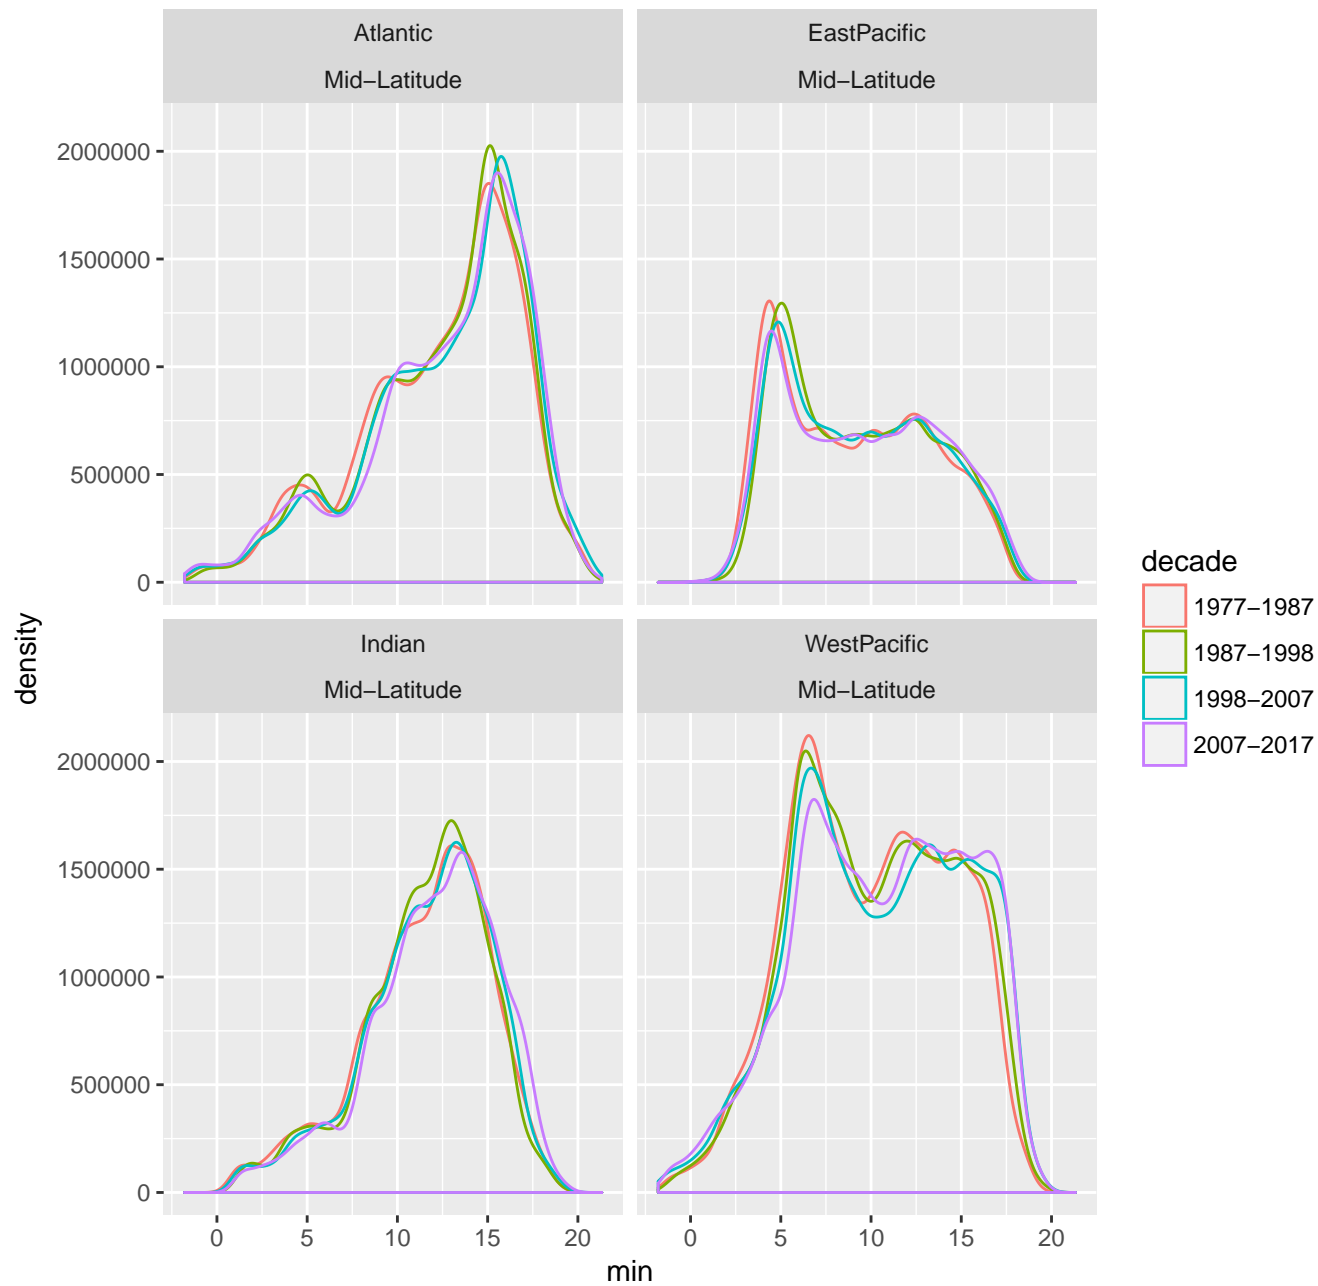 Atlantic
Mid−Latitude
EastPacific
Mid−Latitude
2000000
1500000
1000000
500000
0
Indian
Mid−Latitude
WestPacific
Mid−Latitude
2000000
1500000
1000000
500000
0
0 5 10 15 20
0 5 10 15 20
min
density
decade
1977−1987
1987−1998
1998−2007
2007−2017